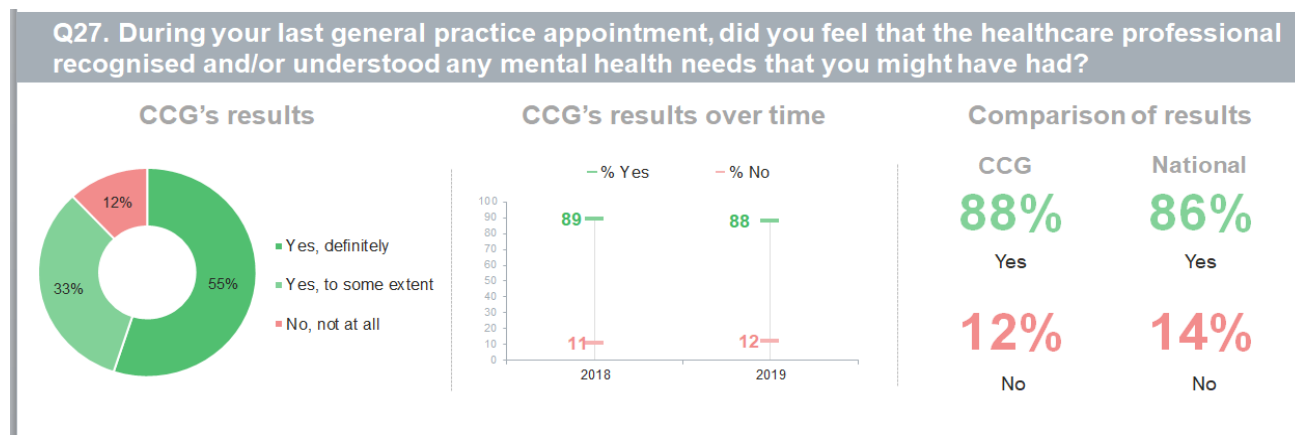 Q27. During your last general practice appointment, did you feel that the healthcare professional
recognised and/or understood any mental health needs that you might have had?
CCG's results
12%
33%
55%
Yes, definitely
Yes, to some extent
No, not at all
CCG's results over time
% Yes % No
100
90
80
70
60
50
40
30
20
10
0
89
88
11
12
2018 2019
Comparison of results
CCG National
88% 86%
Yes Yes
12% 14%
No No